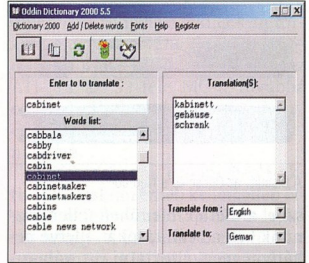 Oddin Dictionary 2000 5.5
Dictionary 2000 Add / Delete words Fonts Help Register
Enter to to translate :
cabinet
Words list:
cabbala
cabby
cabdriver
cabin
cabinet
cabinetmaker
cabinetmakers
cabins
cable
cable news network
Translation(S):
kabinett,
gehäuse,
schrank
Translate from : English
Translate to: German